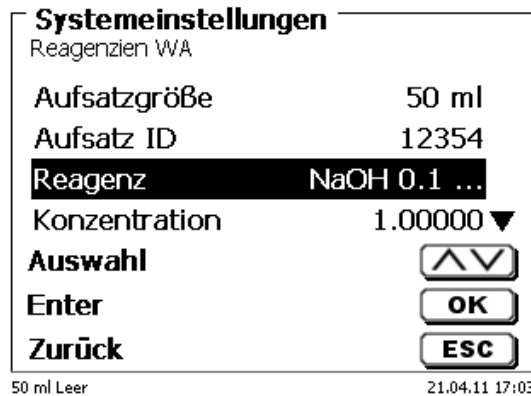 Systemeinstellungen
Reagenzien WA
Aufsatzgröße 50 ml
Aufsatz ID 12354
Reagenz NaOH 0.1 ...
Konzentration 1.00000 ▼
Auswahl
Enter OK
Zurück ESC
50 ml Leer 21.04.11 17:03